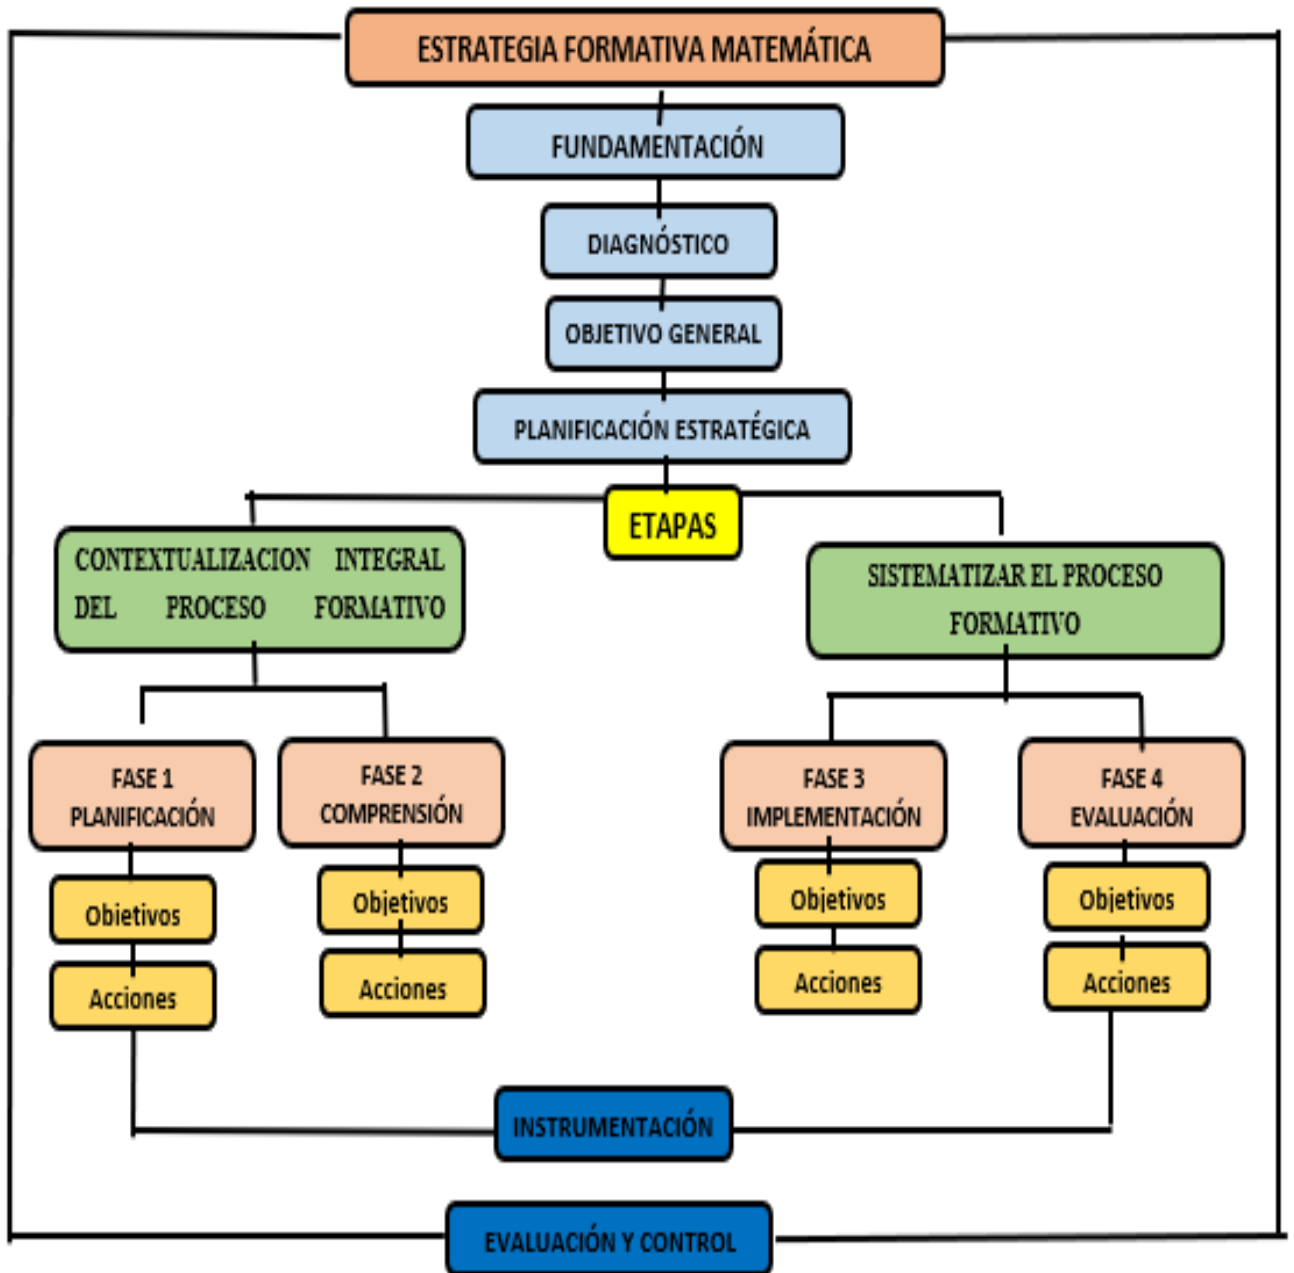 ESTRATEGIA FORMATIVA MATEMÁTICA
FUNDAMENTACIÓN
DIAGNÓSTICO
OBJETIVO GENERAL
PLANIFICACIÓN ESTRATÉGICA
ETAPAS
CONTEXTUALIZACION INTEGRAL
DEL PROCESO FORMATIVO
SISTEMATIZAR EL PROCESO
FORMATIVO
FASE 1
PLANIFICACIÓN
FASE 2
COMPRENSIÓN
FASE 3
IMPLEMENTACIÓN
FASE 4
EVALUACIÓN
Objetivos
Objetivos
Objetivos
Objetivos
Acciones
Acciones
Acciones
Acciones
INSTRUMENTACIÓN
EVALUACIÓN Y CONTROL